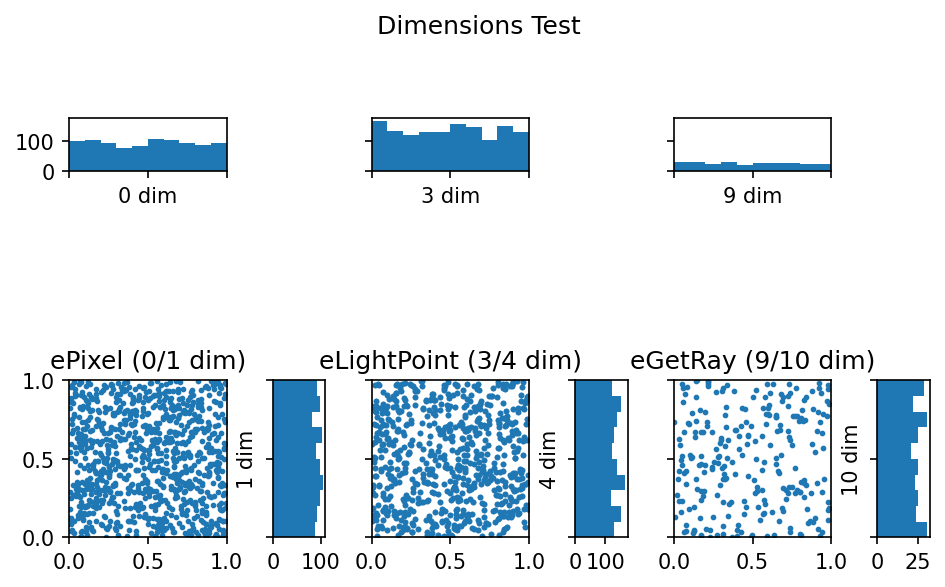 Dimensions Test
100
0
0 dim
3 dim
9 dim
ePixel (0/1 dim)
eLightPoint (3/4 dim)
eGetRay (9/10 dim)
1.0
0.5
0.0
1 dim
4 dim
10 dim
0.0 0.5 1.0
0 100
0.0 0.5 1.0
0 100
0.0 0.5 1.0
0 25